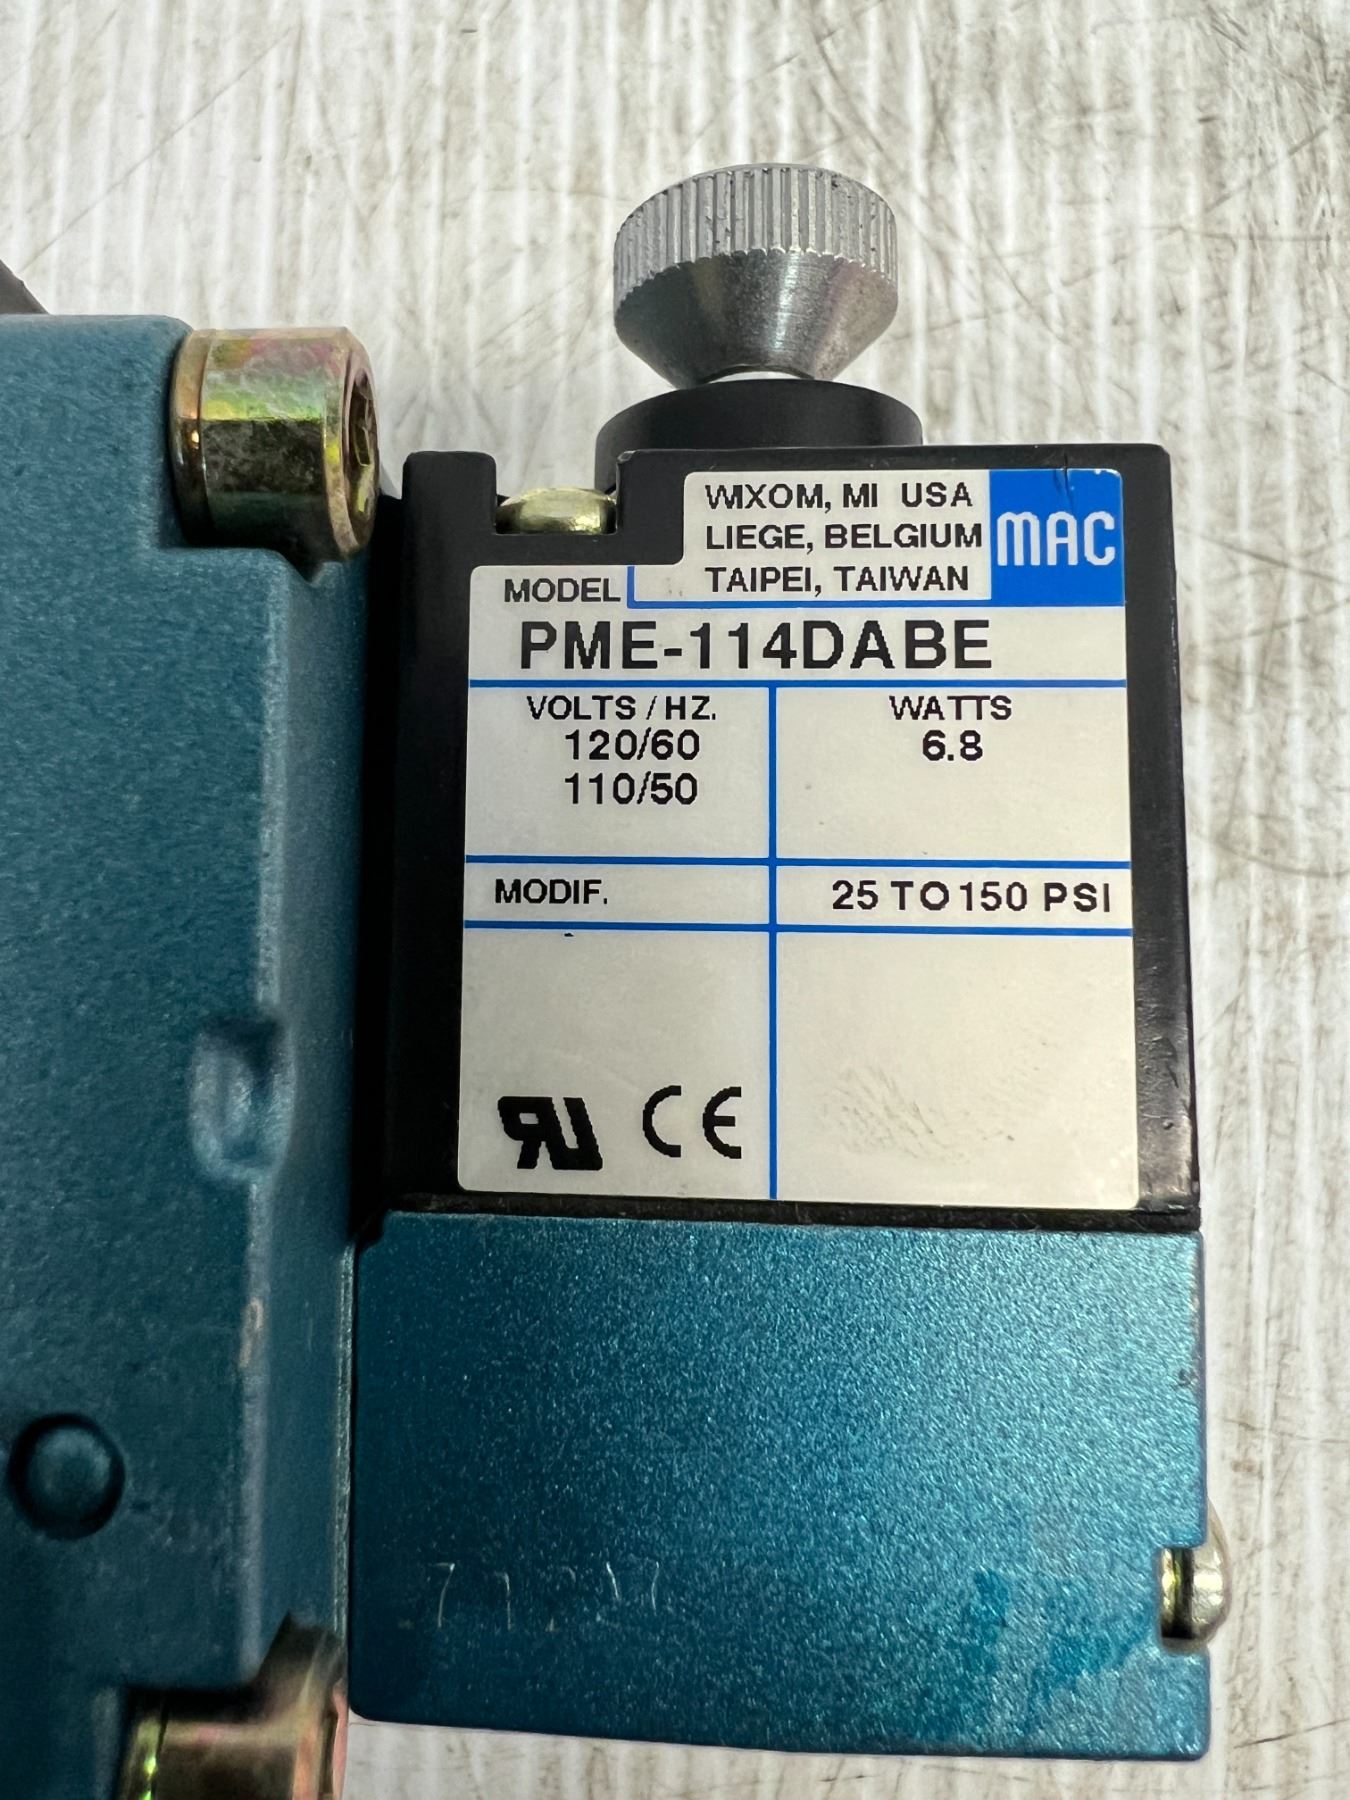 WIXOM, MI USA
LIEGE, BELGIUM
TAIPEI, TAIWAN
MAC
MODEL
PME-114DABE
VOLTS / HZ.
120/60
110/50
WATTS
6.8
MODIF.
25 TO 150 PSI
CE